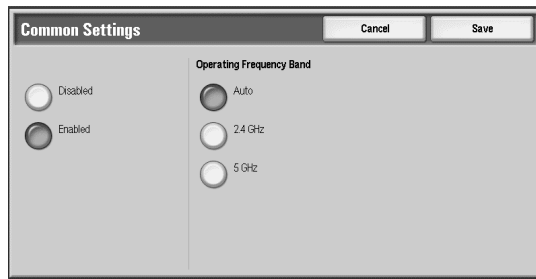 Common Settings
Cancel
Save
Disabled
Enabled
Operating Frequency Band
Auto
2.4 GHz
5 GHz